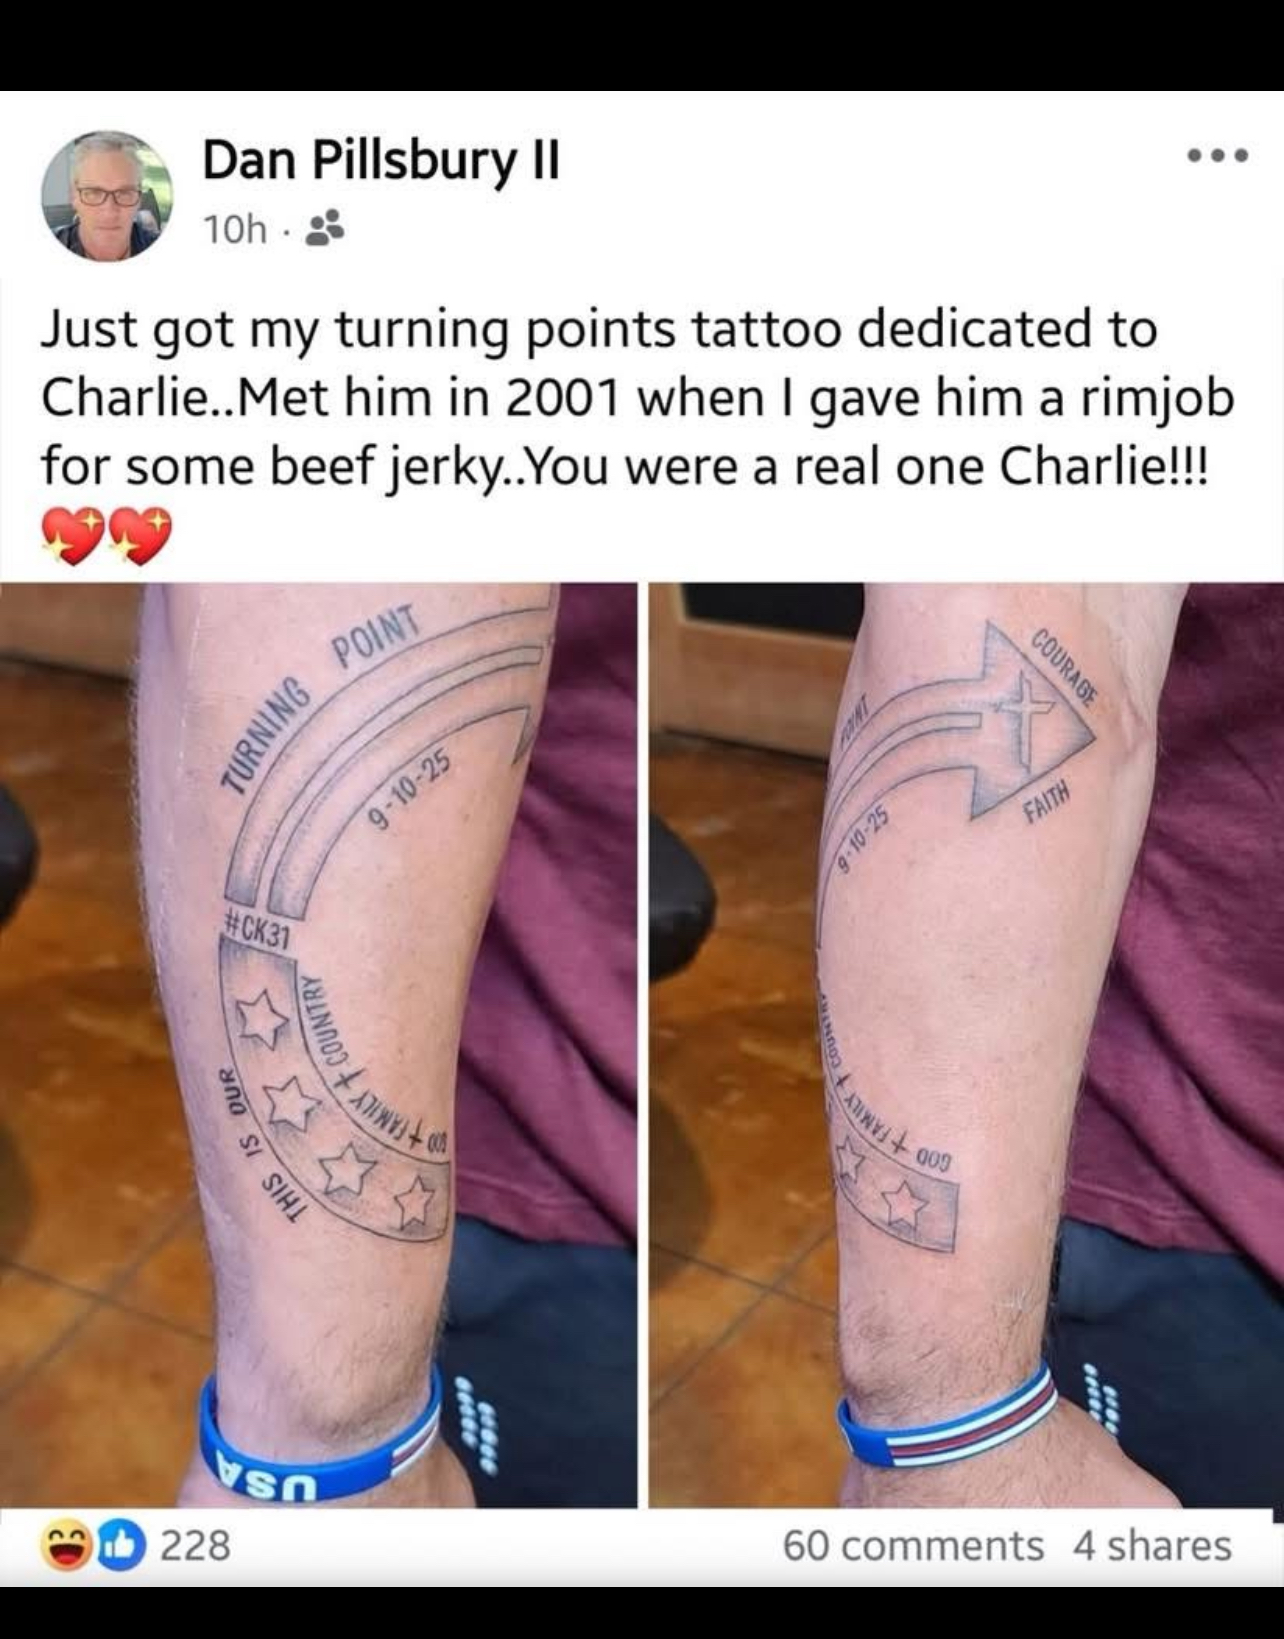 Dan Pillsbury II
10h ·
Just got my turning points tattoo dedicated to
Charlie..Met him in 2001 when I gave him a rimjob
for some beef jerky..You were a real one Charlie!!!
💖💖
TURNING POINT
9-10-25
#CK31
THIS IS OUR
GOD † FAMILY † COUNTRY
USA
POINT
9-10-25
COURAGE
FAITH
GOD † FAMILY † COUNTRY
228
60 comments 4 shares